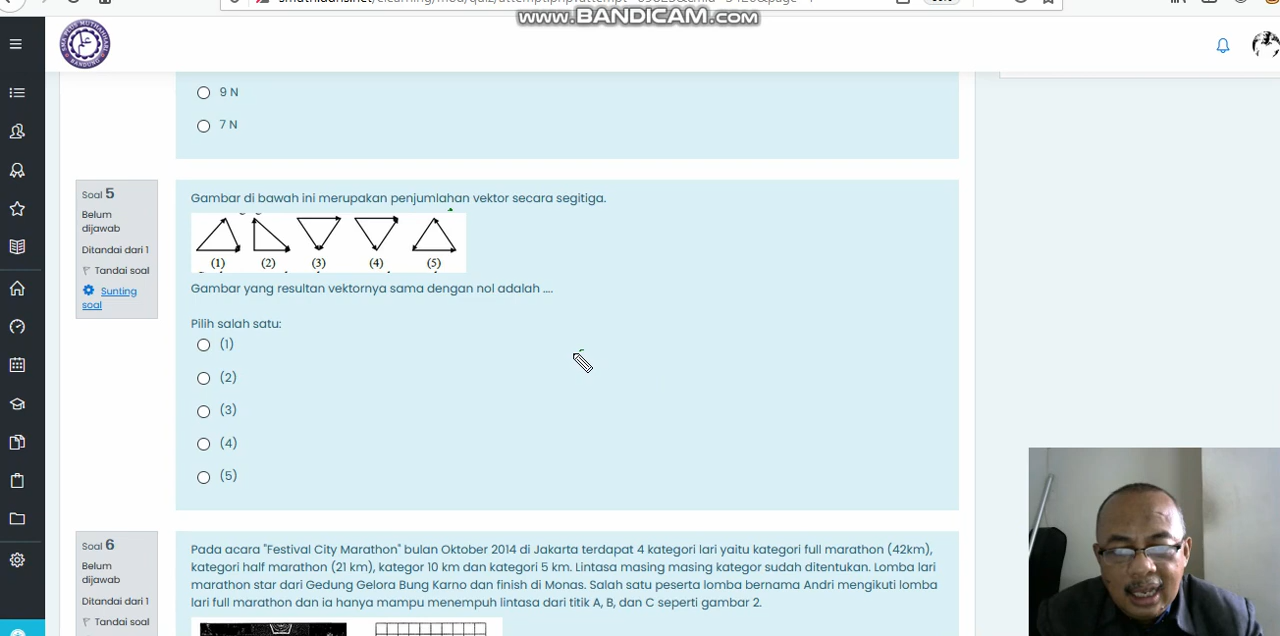 www.BANDICAM.com
SMA PLUS MUTHAHHARI
BANDUNG
9 N
7 N
Soal 5
Belum
dijawab
Ditandai dari 1
Tandai soal
Sunting
soal
Gambar di bawah ini merupakan penjumlahan vektor secara segitiga.
(1) (2) (3) (4) (5)
Gambar yang resultan vektornya sama dengan nol adalah ....
Pilih salah satu:
(1)
(2)
(3)
(4)
(5)
Soal 6
Belum
dijawab
Ditandai dari 1
Tandai soal
Pada acara "Festival City Marathon" bulan Oktober 2014 di Jakarta terdapat 4 kategori lari yaitu kategori full marathon (42km),
kategori half marathon (21 km), kategor 10 km dan kategori 5 km. Lintasa masing masing kategor sudah ditentukan. Lomba lari
marathon star dari Gedung Gelora Bung Karno dan finish di Monas. Salah satu peserta lomba bernama Andri mengikuti lomba
lari full marathon dan ia hanya mampu menempuh lintasa dari titik A, B, dan C seperti gambar 2.